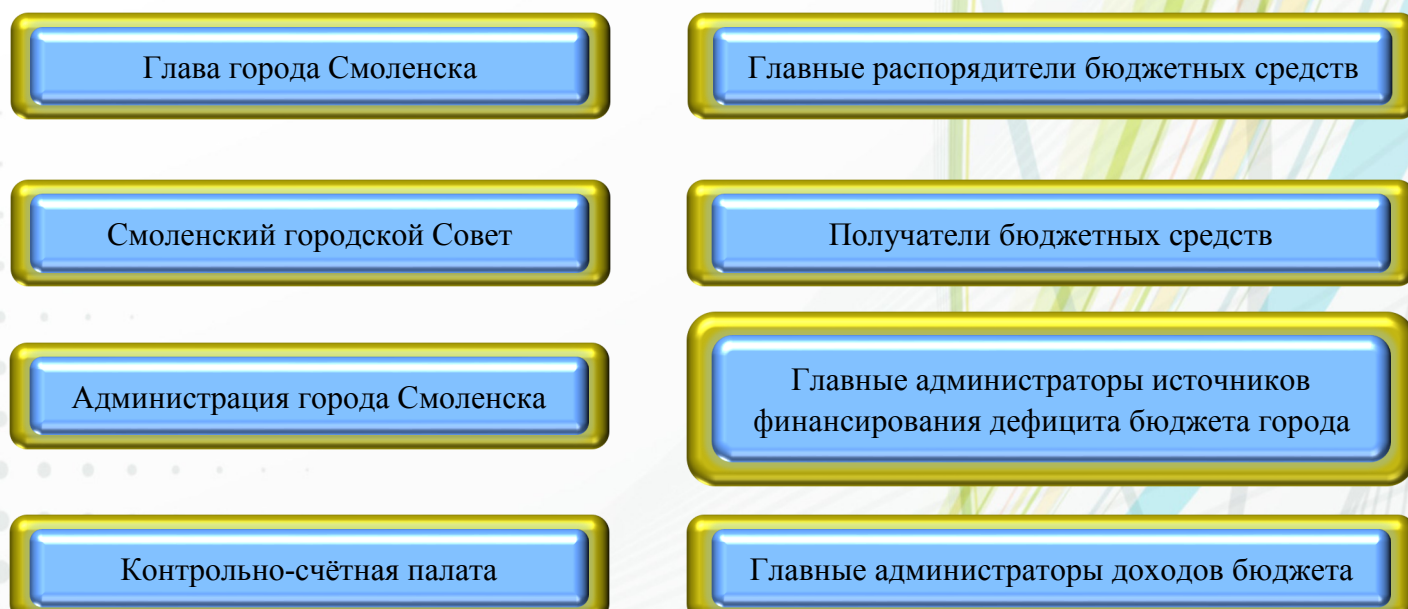 Глава города Смоленска
Главные распорядители бюджетных средств
Смоленский городской Совет
Получатели бюджетных средств
Администрация города Смоленска
Главные администраторы источников
финансирования дефицита бюджета города
Контрольно-счётная палата
Главные администраторы доходов бюджета